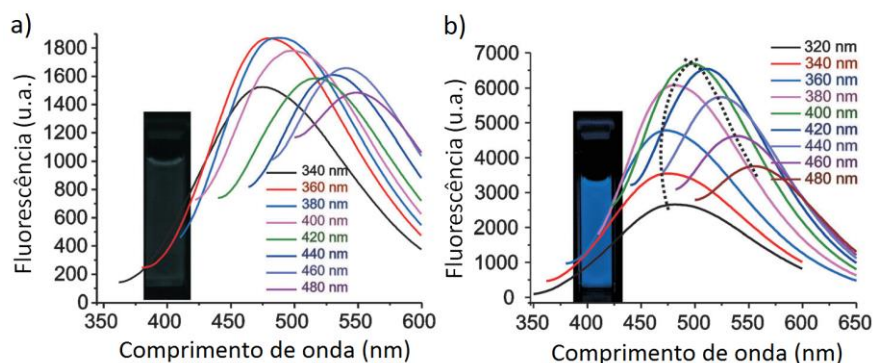 a)
Fluorescência (u.a.)
1800
1600
1400
1200
1000
800
600
400
200
0
340 nm
360 nm
380 nm
400 nm
420 nm
440 nm
460 nm
480 nm
350 400 450 500 550 600
Comprimento de onda (nm)
b)
Fluorescência (u.a.)
7000
6000
5000
4000
3000
2000
1000
0
320 nm
340 nm
360 nm
380 nm
400 nm
420 nm
440 nm
460 nm
480 nm
350 400 450 500 550 600 650
Comprimento de onda (nm)